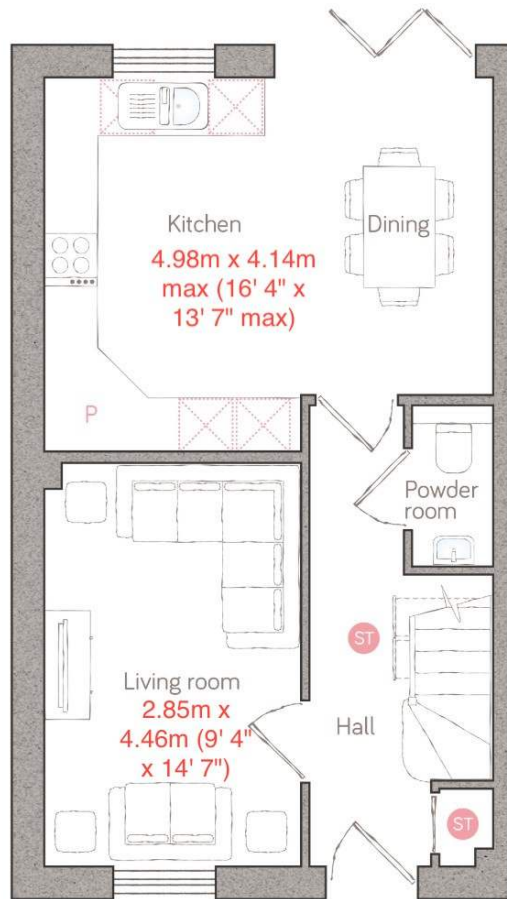 Kitchen
4.98m x 4.14m
max (16' 4" x
13' 7" max)
Dining
P
Powder
room
ST
Living room
2.85m x
4.46m (9' 4"
x 14' 7")
Hall
ST